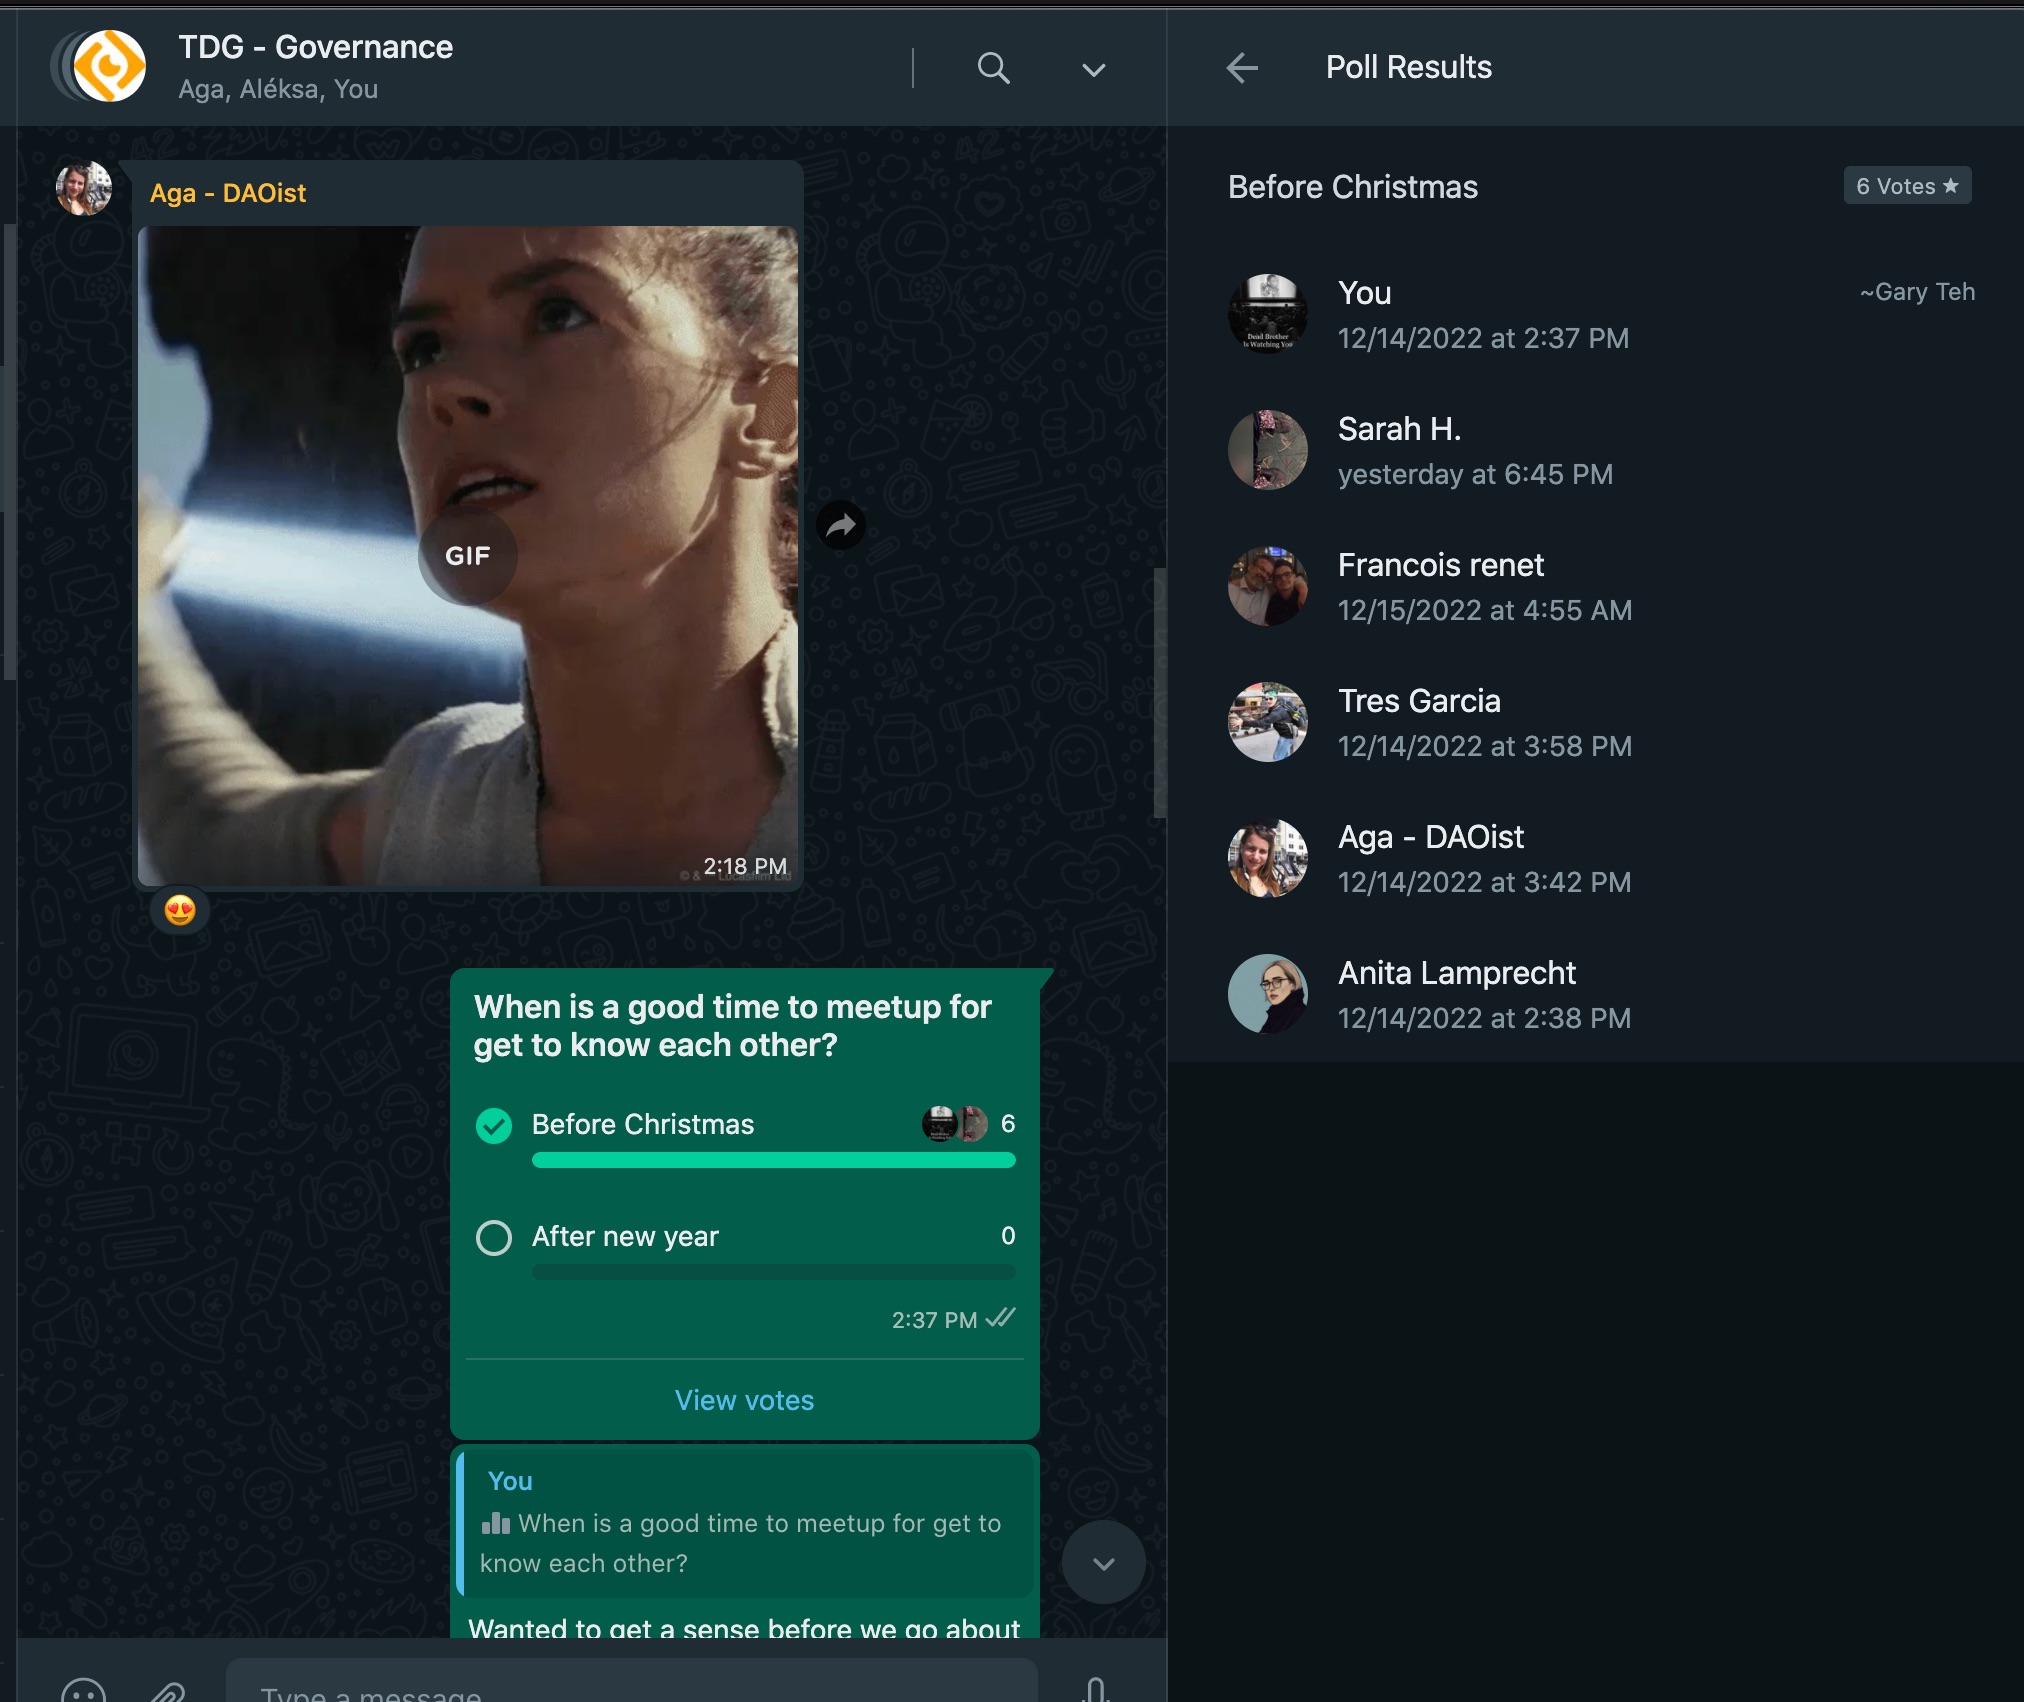 TDG - Governance
Aga, Aléksa, You
Aga - DAOist
GIF
2:18 PM
When is a good time to meetup for
get to know each other?
Before Christmas
6
After new year
0
2:37 PM
View votes
You
When is a good time to meetup for get to
know each other?
Wanted to get a sense before we go about
Type a message
Poll Results
Before Christmas
6 Votes ★
You
~Gary Teh
12/14/2022 at 2:37 PM
Dead Brother
Is Watching You
Sarah H.
yesterday at 6:45 PM
Francois renet
12/15/2022 at 4:55 AM
Tres Garcia
12/14/2022 at 3:58 PM
Aga - DAOist
12/14/2022 at 3:42 PM
Anita Lamprecht
12/14/2022 at 2:38 PM